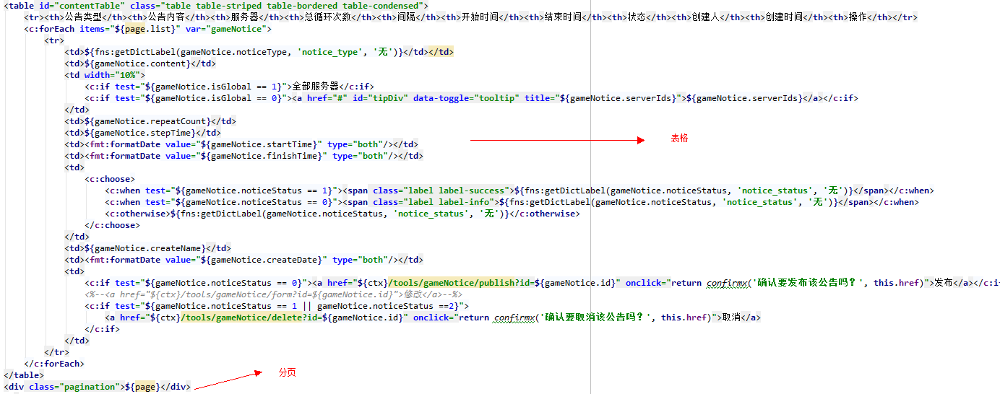 <table id="contentTable" class="table table-striped table-bordered table-condensed">
<tr><th>公告类型</th><th>公告内容</th><th>服务器</th><th>总循环次数</th><th>间隔</th><th>开始时间</th><th>结束时间</th><th>状态</th><th>创建人</th><th>创建时间</th><th>操作</th></tr>
<c:forEach items="${page.list}" var="gameNotice">
<tr>
<td>${fns:getDictLabel(gameNotice.noticeType, 'notice_type', '无')}</td></td>
<td>${gameNotice.content}</td>
<td width="10%">
<c:if test="${gameNotice.isGlobal == 1}">全部服务器</c:if>
<c:if test="${gameNotice.isGlobal == 0}"><a href="#" id="tipDiv" data-toggle="tooltip" title="${gameNotice.serverIds}">${gameNotice.serverIds}</a></c:if>
</td>
<td>${gameNotice.repeatCount}</td>
<td>${gameNotice.stepTime}</td>
<td><fmt:formatDate value="${gameNotice.startTime}" type="both"/></td>
表格
<td><fmt:formatDate value="${gameNotice.finishTime}" type="both"/></td>
<td>
<c:choose>
<c:when test="${gameNotice.noticeStatus == 1}"><span class="label label-success">${fns:getDictLabel(gameNotice.noticeStatus, 'notice_status', '无')}</span></c:when>
<c:when test="${gameNotice.noticeStatus == 0}"><span class="label label-info">${fns:getDictLabel(gameNotice.noticeStatus, 'notice_status', '无')}</span></c:when>
<c:otherwise>${fns:getDictLabel(gameNotice.noticeStatus, 'notice_status', '无')}</c:otherwise>
</c:choose>
</td>
<td>${gameNotice.createName}</td>
<td><fmt:formatDate value="${gameNotice.createDate}" type="both"/></td>
<td>
<c:if test="${gameNotice.noticeStatus == 0}"><a href="${ctx}/tools/gameNotice/publish?id=${gameNotice.id}" onclick="return confirmx('确认要发布该公告吗？', this.href)">发布</a></c:i
<%--<a href="${ctx}/tools/gameNotice/form?id=${gameNotice.id}">修改</a>--%>
<c:if test="${gameNotice.noticeStatus == 1 || gameNotice.noticeStatus ==2}">
<a href="${ctx}/tools/gameNotice/delete?id=${gameNotice.id}" onclick="return confirmx('确认要取消该公告吗？', this.href)">取消</a>
</c:if>
</td>
</tr>
</c:forEach>
</table>
分页
<div class="pagination">${page}</div>